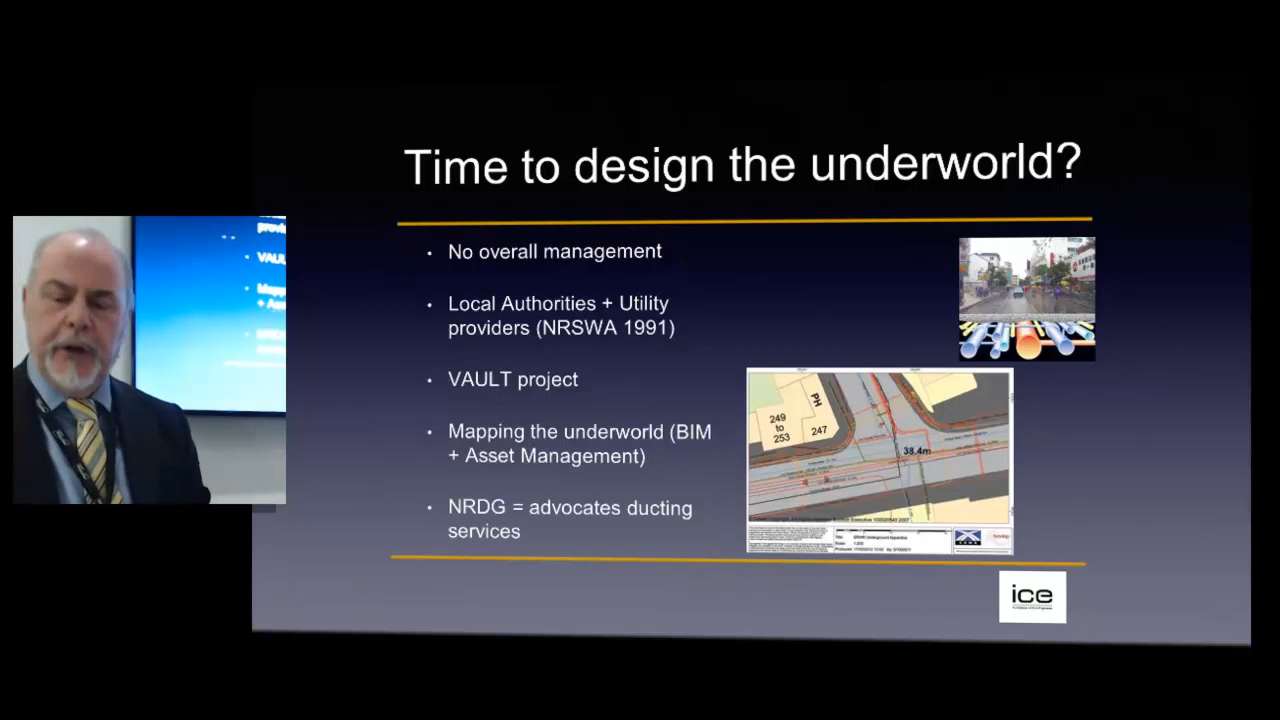 Time to design the underworld?
• No overall management
• Local Authorities + Utility
providers (NRSWA 1991)
• VAULT project
• Mapping the underworld (BIM
+ Asset Management)
• NRDG = advocates ducting
services
PH
249
to
253
247
38.4m
ice
VAUL